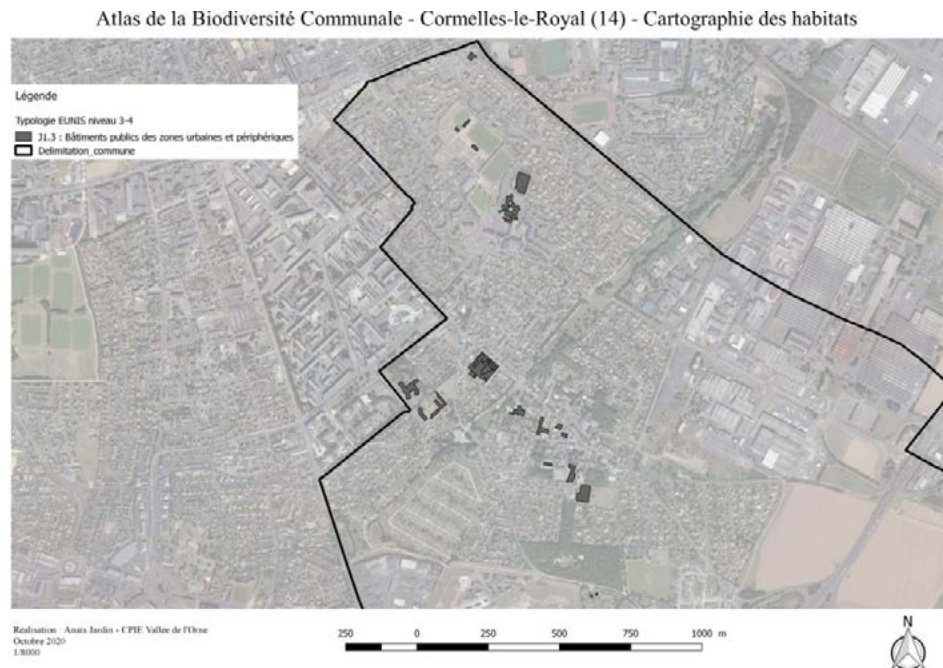 Atlas de la Biodiversité Communale - Cormelles-le-Royal (14) - Cartographie des habitats
Légende
Typologie EUNIS niveau 3-4
J1.3 : Bâtiments publics des zones urbaines et périphériques
Delimitation_commune
Réalisation : Anaïs Jardin - CPIE Vallée de l'Orne
Octobre 2020
1/8000
250 0 250 500 750 1000 m
N